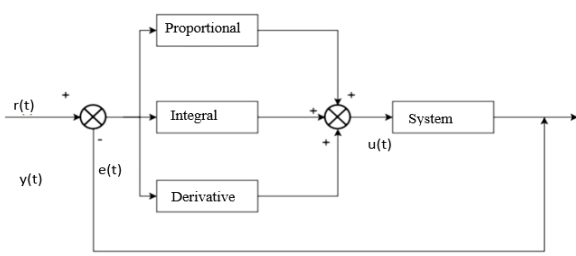 Proportional
+
+
r(t)
Integral
+
System
-
+
u(t)
e(t)
y(t)
Derivative